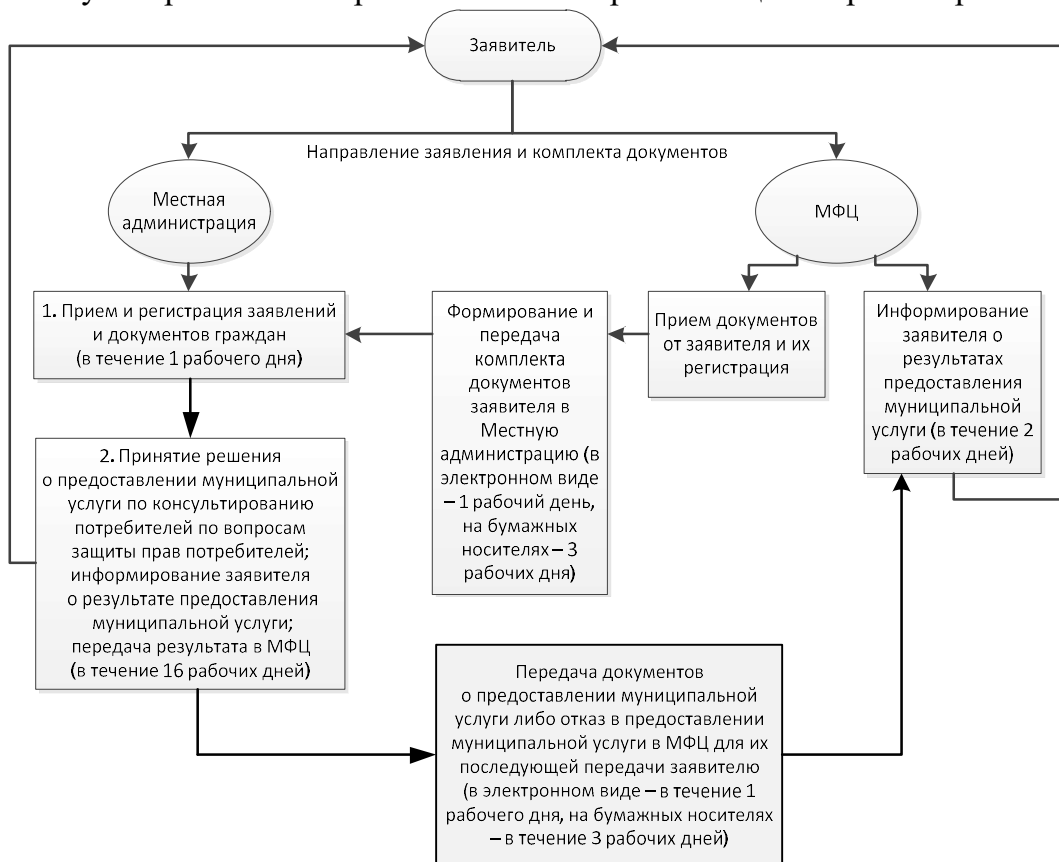 Заявитель
Направление заявления и комплекта документов
Местная
администрация
МФЦ
1. Прием и регистрация заявлений
и документов граждан
(в течение 1 рабочего дня)
Формирование и
передача
комплекта
документов
заявителя в
Местную
администрацию (в
электронном виде
– 1 рабочий день,
на бумажных
носителях – 3
рабочих дня)
Прием документов
от заявителя и их
регистрация
Информирование
заявителя о
результатах
предоставления
муниципальной
услуги (в течение 2
рабочих дней)
2. Принятие решения
о предоставлении муниципальной
услуги по консультированию
потребителей по вопросам
защиты прав потребителей;
информирование заявителя
о результате предоставления
муниципальной услуги;
передача результата в МФЦ
(в течение 16 рабочих дней)
Передача документов
о предоставлении муниципальной
услуги либо отказ в предоставлении
муниципальной услуги в МФЦ для их
последующей передачи заявителю
(в электронном виде – в течение 1
рабочего дня, на бумажных носителях
– в течение 3 рабочих дней)